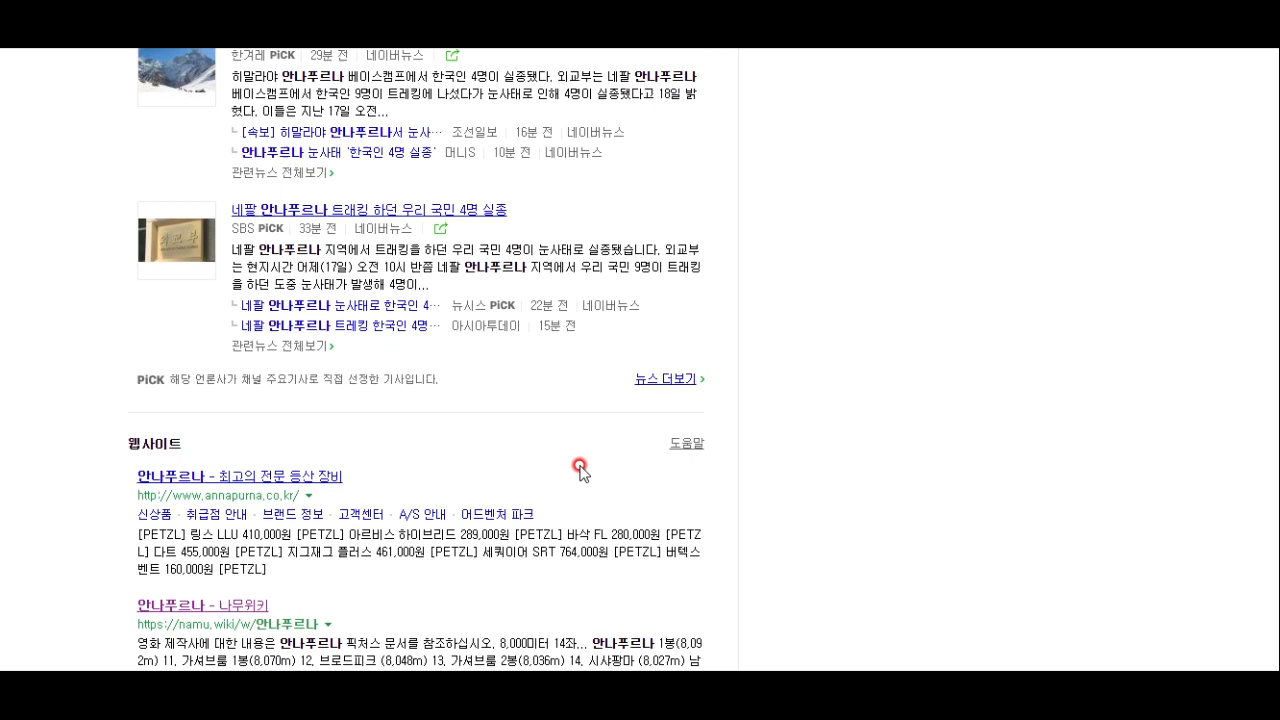 한겨레 PiCK 29분 전 네이버뉴스
히말라야 안나푸르나 베이스캠프에서 한국인 4명이 실종됐다. 외교부는 네팔 안나푸르나
베이스캠프에서 한국인 9명이 트레킹에 나섰다가 눈사태로 인해 4명이 실종됐다고 18일 밝
혔다. 이들은 지난 17일 오전...
[속보] 히말라야 안나푸르나서 눈사… 조선일보 16분 전 네이버뉴스
안나푸르나 눈사태 '한국인 4명 실종' 머니S 10분 전 네이버뉴스
관련뉴스 전체보기
네팔 안나푸르나 트래킹 하던 우리 국민 4명 실종
SBS PiCK 33분 전 네이버뉴스
외교부
네팔 안나푸르나 지역에서 트래킹을 하던 우리 국민 4명이 눈사태로 실종됐습니다. 외교부
는 현지시간 어제(17일) 오전 10시 반쯤 네팔 안나푸르나 지역에서 우리 국민 9명이 트래킹
을 하던 도중 눈사태가 발생해 4명이...
네팔 안나푸르나 눈사태로 한국인 4… 뉴시스 PiCK 22분 전 네이버뉴스
네팔 안나푸르나 트레킹 한국인 4명… 아시아투데이 15분 전
관련뉴스 전체보기
PiCK 해당 언론사가 채널 주요기사로 직접 선정한 기사입니다. 뉴스 더보기
웹사이트 도움말
안나푸르나 - 최고의 전문 등산 장비
http://www.annapurna.co.kr/
신상품 · 취급점 안내 · 브랜드 정보 · 고객센터 · A/S 안내 · 어드벤처 파크
[PETZL] 링스 LLU 410,000원 [PETZL] 아르비스 하이브리드 289,000원 [PETZL] 바삭 FL 280,000원 [PETZ
L] 다트 455,000원 [PETZL] 지그재그 플러스 461,000원 [PETZL] 세쿼이어 SRT 764,000원 [PETZL] 버텍스
벤트 160,000원 [PETZL]
안나푸르나 - 나무위키
https://namu.wiki/w/안나푸르나
영화 제작사에 대한 내용은 안나푸르나 픽쳐스 문서를 참조하십시오. 8,000미터 14좌... 안나푸르나 1봉(8,09
2m) 11. 가셔브룸 1봉(8,070m) 12. 브로드피크 (8,048m) 13. 가셔브룸 2봉(8,036m) 14. 시샤팡마 (8,027m) 남